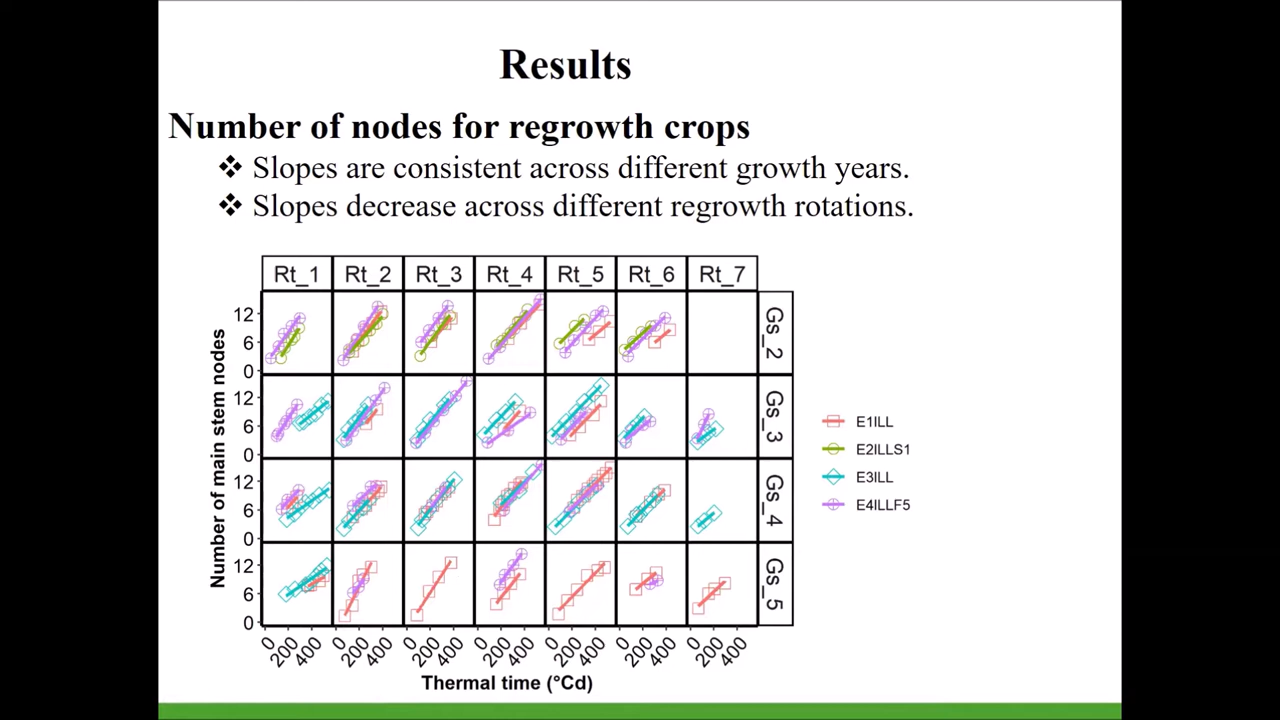 Results
Number of nodes for regrowth crops
❖ Slopes are consistent across different growth years.
❖ Slopes decrease across different regrowth rotations.
Rt_1 Rt_2 Rt_3 Rt_4 Rt_5 Rt_6 Rt_7
Number of main stem nodes
12
6
0
Gs_2
12
6
0
Gs_3
12
6
0
Gs_4
12
6
0
Gs_5
E1ILL
E2ILLS1
E3ILL
E4ILLF5
0 200 400 0 200 400 0 200 400 0 200 400 0 200 400 0 200 400 0 200 400
Thermal time (°Cd)